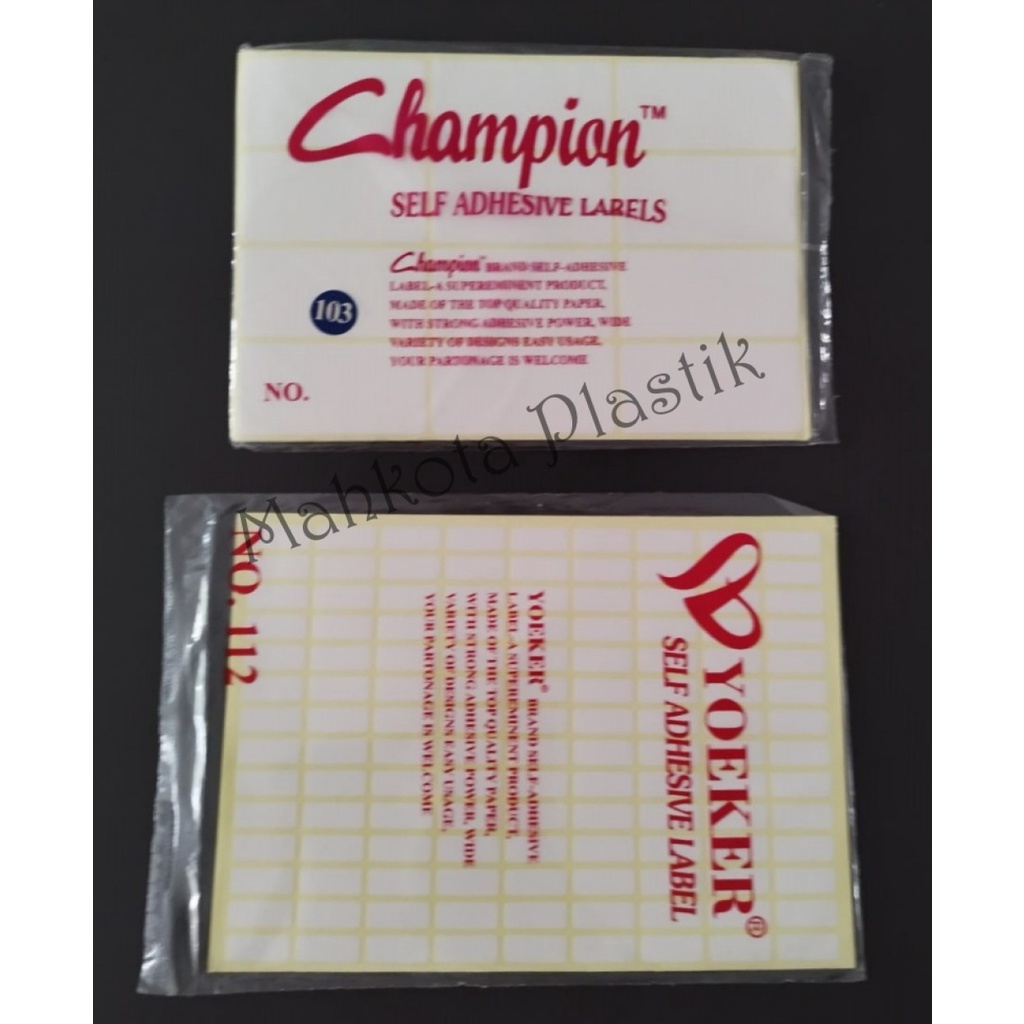 Champion™
SELF ADHESIVE LABELS
Champion™ BRAND SELF-ADHESIVE
LABEL-A SUPEREMINENT PRODUCT,
MADE OF THE TOP QUALITY PAPER,
WITH STRONG ADHESIVE POWER, WIDE
VARIETY OF DESIGNS EASY USAGE,
YOUR PARTONAGE IS WELCOME
103
NO.
Mahkota Plastik
YOEKER®
SELF ADHESIVE LABEL
YOEKER® BRAND SELF-ADHESIVE
LABEL-A SUPEREMINENT PRODUCT,
MADE OF THE TOP QUALITY PAPER,
WITH STRONG ADHESIVE POWER, WIDE
VARIETY OF DESIGNS EASY USAGE,
YOUR PARTONAGE IS WELCOME
NO. 112